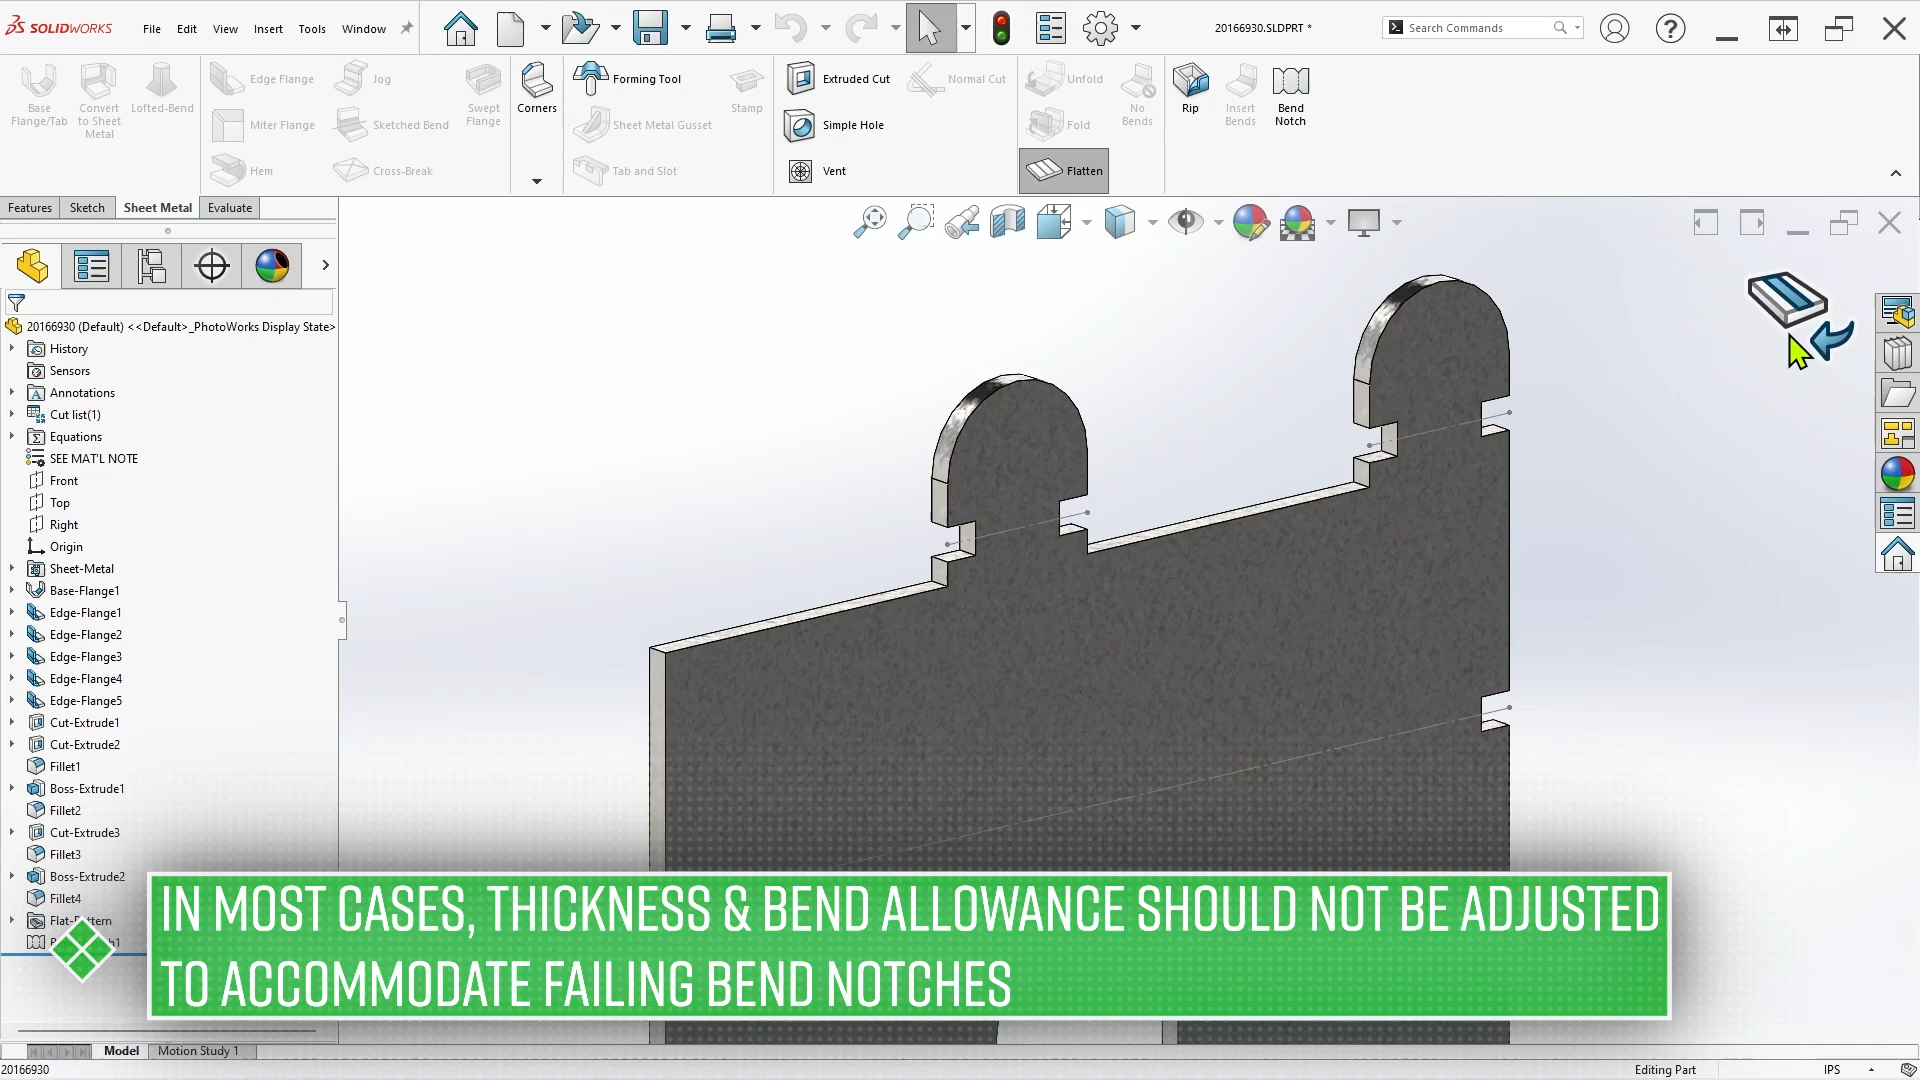 SOLIDWORKS
File Edit View Insert Tools Window
20166930.SLDPRT *
Search Commands
Base Flange/Tab
Convert to Sheet Metal
Lofted-Bend
Edge Flange
Miter Flange
Hem
Jog
Sketched Bend
Cross-Break
Swept Flange
Corners
Forming Tool
Sheet Metal Gusset
Tab and Slot
Stamp
Extruded Cut
Simple Hole
Vent
Normal Cut
Unfold
Fold
Flatten
No Bends
Rip
Insert Bends
Bend Notch
Features Sketch Sheet Metal Evaluate
20166930 (Default) <<Default>_PhotoWorks Display State>
History
Sensors
Annotations
Cut list(1)
Equations
SEE MAT'L NOTE
Front
Top
Right
Origin
Sheet-Metal
Base-Flange1
Edge-Flange1
Edge-Flange2
Edge-Flange3
Edge-Flange4
Edge-Flange5
Cut-Extrude1
Cut-Extrude2
Fillet1
Boss-Extrude1
Fillet2
Cut-Extrude3
Fillet3
Boss-Extrude2
Fillet4
IN MOST CASES, THICKNESS & BEND ALLOWANCE SHOULD NOT BE ADJUSTED
TO ACCOMMODATE FAILING BEND NOTCHES
Model Motion Study 1
20166930
Editing Part
IPS